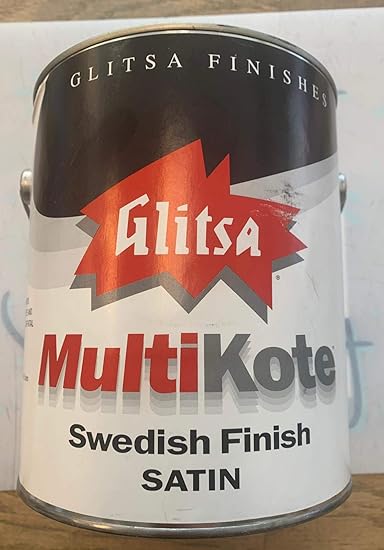 GLITSA FINISHES
Glitsa
®
MultiKote
Swedish Finish
SATIN